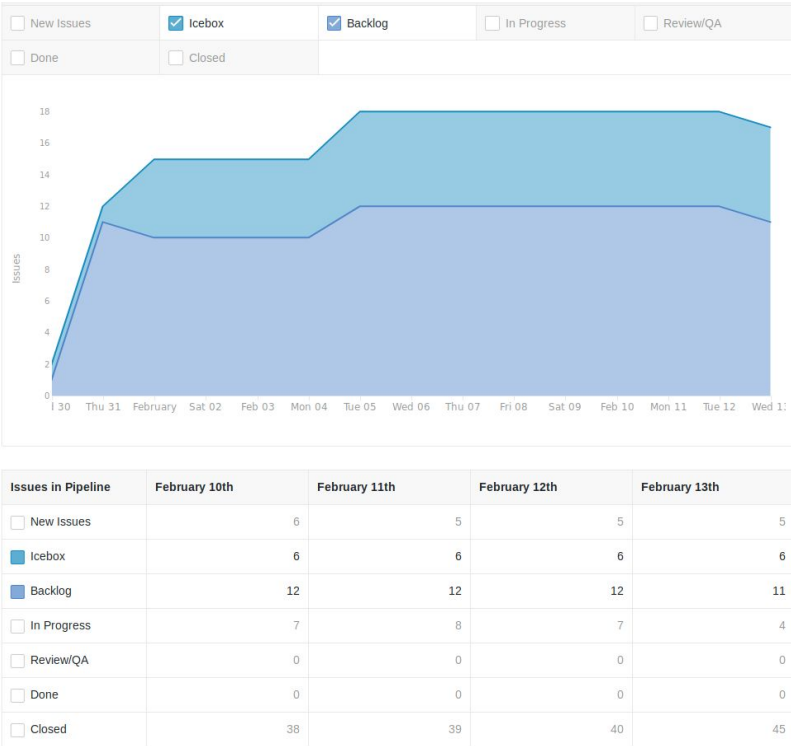 New Issues Icebox Backlog In Progress Review/QA
Done Closed
18
16
14
12
10
8
6
4
2
0
Issues
30 Thu 31 February Sat 02 Feb 03 Mon 04 Tue 05 Wed 06 Thu 07 Fri 08 Sat 09 Feb 10 Mon 11 Tue 12 Wed
Issues in Pipeline February 10th February 11th February 12th February 13th
New Issues 6 5 5 5
Icebox 6 6 6 6
Backlog 12 12 12 11
In Progress 7 8 7 4
Review/QA 0 0 0 0
Done 0 0 0 0
Closed 38 39 40 45